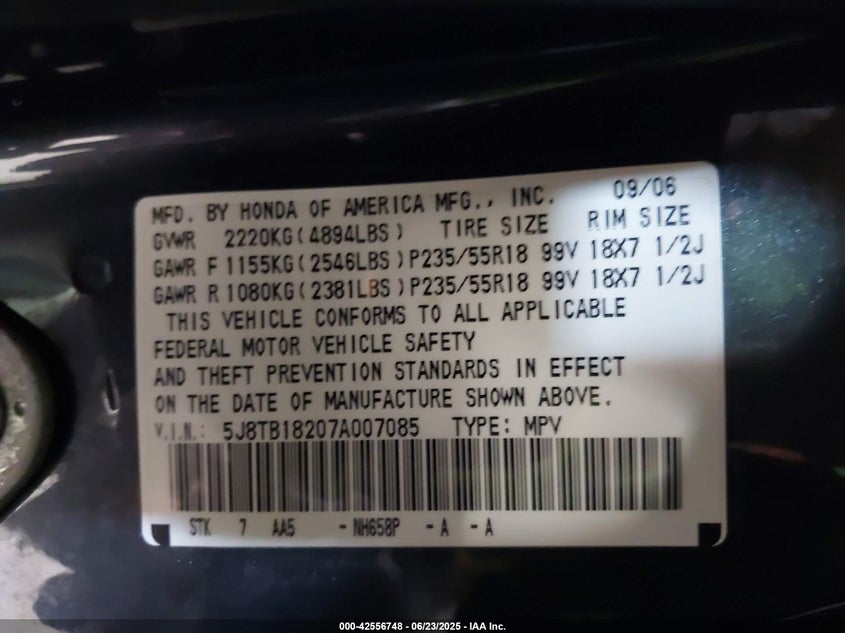 MFD. BY HONDA OF AMERICA MFG., INC. 09/06
GVWR 2220KG(4894LBS) TIRE SIZE RIM SIZE
GAWR F 1155KG(2546LBS) P235/55R18 99V 18X7 1/2J
GAWR R 1080KG(2381LBS) P235/55R18 99V 18X7 1/2J
THIS VEHICLE CONFORMS TO ALL APPLICABLE
FEDERAL MOTOR VEHICLE SAFETY
AND THEFT PREVENTION STANDARDS IN EFFECT
ON THE DATE OF MANUFACTURE SHOWN ABOVE.
V.I.N.: 5J8TB18207A007085 TYPE: MPV
STK 7 AA5 -NH658P -A -A
000-42556748 - 06/23/2025 - IAA Inc.